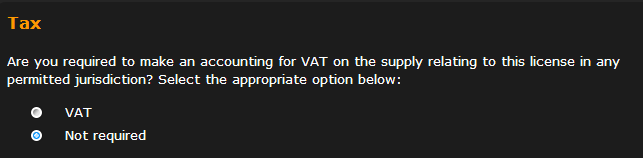 Tax
Are you required to make an accounting for VAT on the supply relating to this license in any
permitted jurisdiction? Select the appropriate option below:
VAT
Not required